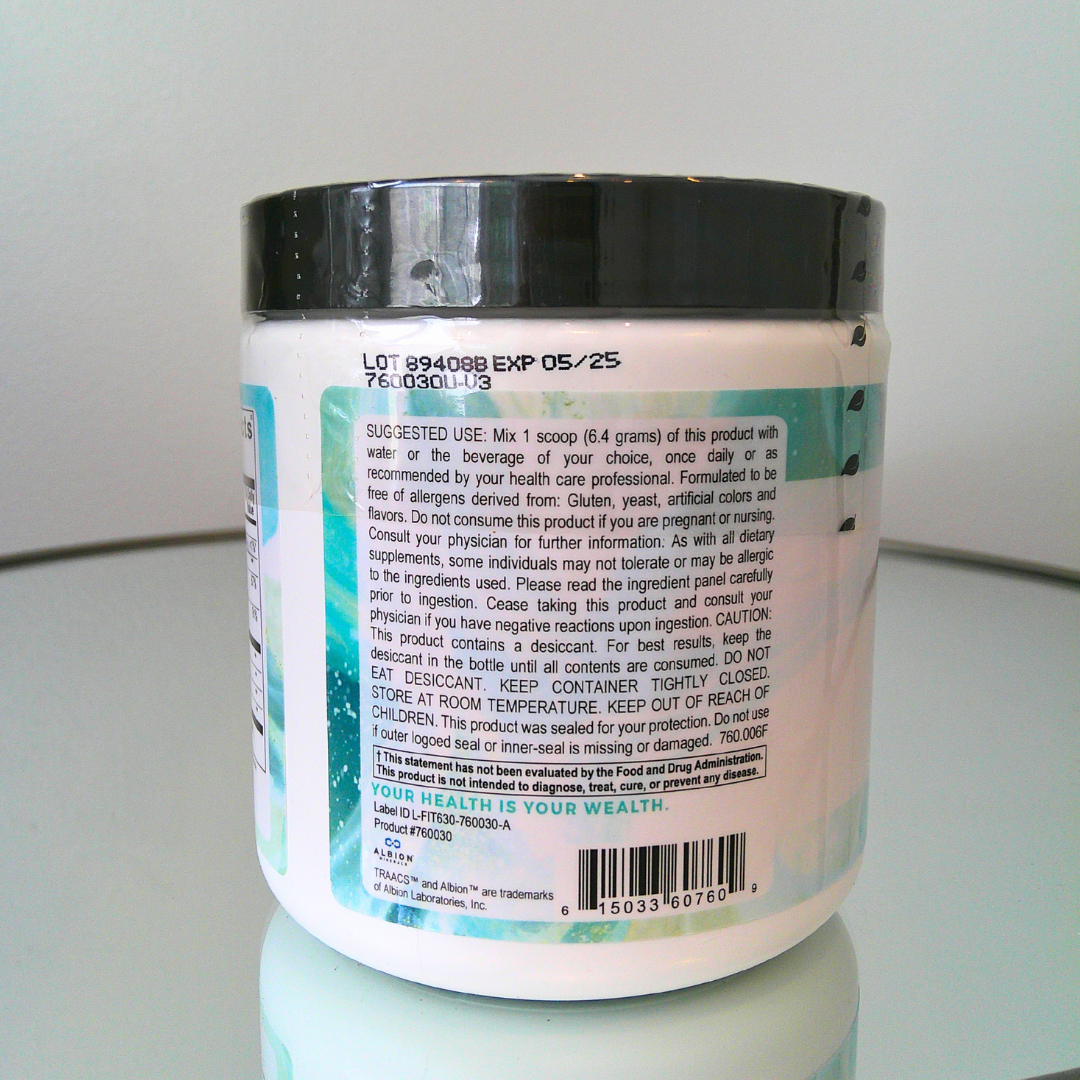 LOT 89408B EXP 05/25
760030U-V3
SUGGESTED USE: Mix 1 scoop (6.4 grams) of this product with
water or the beverage of your choice, once daily or as
recommended by your health care professional. Formulated to be
free of allergens derived from: Gluten, yeast, artificial colors and
flavors. Do not consume this product if you are pregnant or nursing.
Consult your physician for further information. As with all dietary
supplements, some individuals may not tolerate or may be allergic
to the ingredients used. Please read the ingredient panel carefully
prior to ingestion. Cease taking this product and consult your
physician if you have negative reactions upon ingestion. CAUTION:
This product contains a desiccant. For best results, keep the
desiccant in the bottle until all contents are consumed. DO NOT
EAT DESICCANT. KEEP CONTAINER TIGHTLY CLOSED.
STORE AT ROOM TEMPERATURE. KEEP OUT OF REACH OF
CHILDREN. This product was sealed for your protection. Do not use
if outer logoed seal or inner-seal is missing or damaged. 760.006F
† This statement has not been evaluated by the Food and Drug Administration.
This product is not intended to diagnose, treat, cure, or prevent any disease.
YOUR HEALTH IS YOUR WEALTH.
Label ID L-FIT630-760030-A
Product #760030
ALBION
MINERALS
TRAACS™ and Albion™ are trademarks
of Albion Laboratories, Inc.
6 15033 60760 9